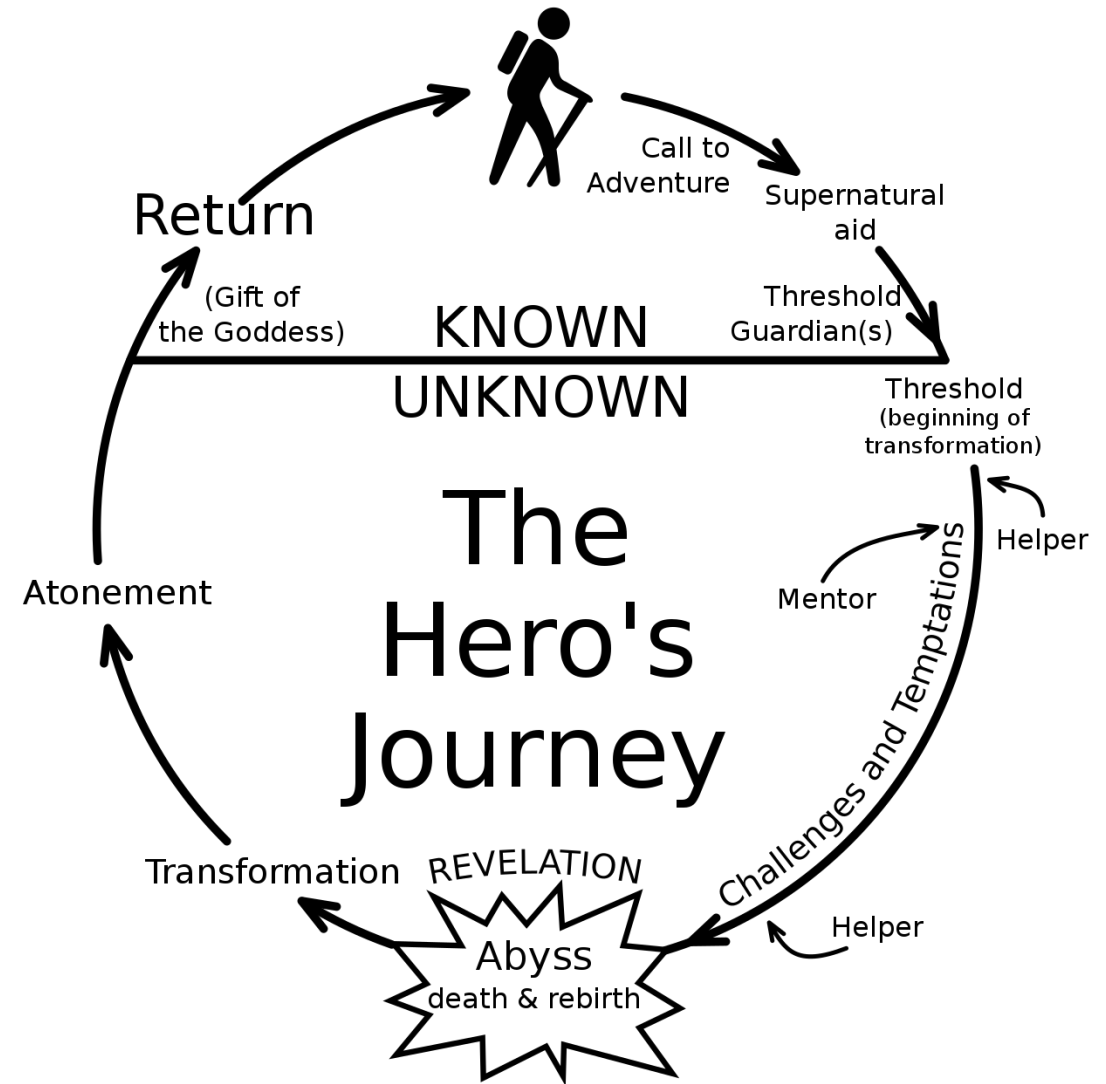 Call to
Adventure
Supernatural
aid
Return
(Gift of
the Goddess)
KNOWN
Threshold
Guardian(s)
UNKNOWN
Threshold
(beginning of
transformation)
Helper
Mentor
Challenges and Temptations
The
Hero's
Journey
Atonement
Transformation
REVELATION
Helper
Abyss
death & rebirth